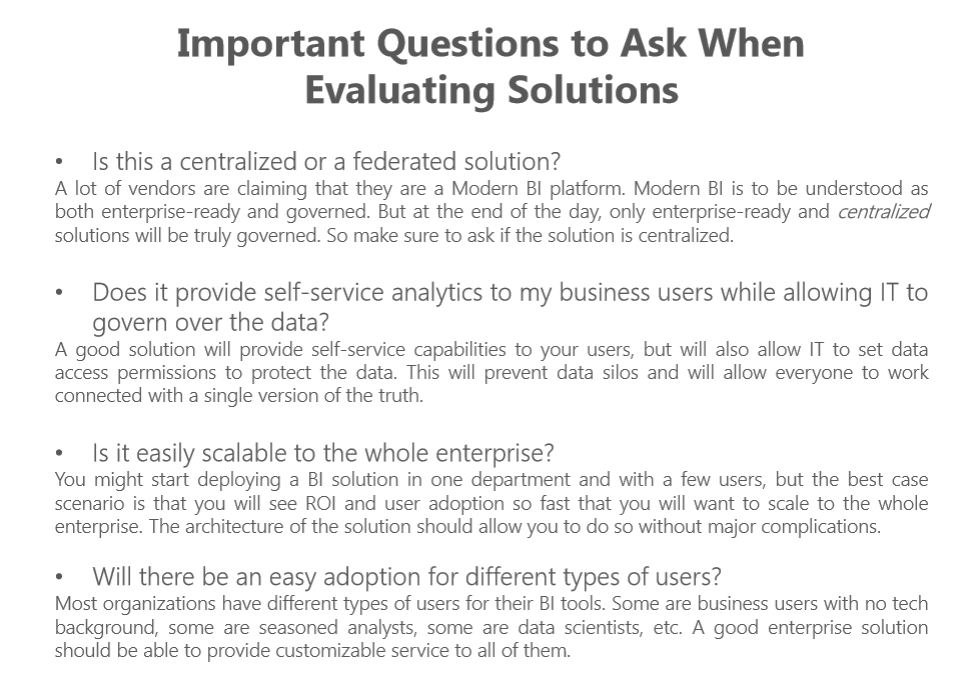 Important Questions to Ask When
Evaluating Solutions
• Is this a centralized or a federated solution?
A lot of vendors are claiming that they are a Modern BI platform. Modern BI is to be understood as
both enterprise-ready and governed. But at the end of the day, only enterprise-ready and centralized
solutions will be truly governed. So make sure to ask if the solution is centralized.
• Does it provide self-service analytics to my business users while allowing IT to
govern over the data?
A good solution will provide self-service capabilities to your users, but will also allow IT to set data
access permissions to protect the data. This will prevent data silos and will allow everyone to work
connected with a single version of the truth.
• Is it easily scalable to the whole enterprise?
You might start deploying a BI solution in one department and with a few users, but the best case
scenario is that you will see ROI and user adoption so fast that you will want to scale to the whole
enterprise. The architecture of the solution should allow you to do so without major complications.
• Will there be an easy adoption for different types of users?
Most organizations have different types of users for their BI tools. Some are business users with no tech
background, some are seasoned analysts, some are data scientists, etc. A good enterprise solution
should be able to provide customizable service to all of them.